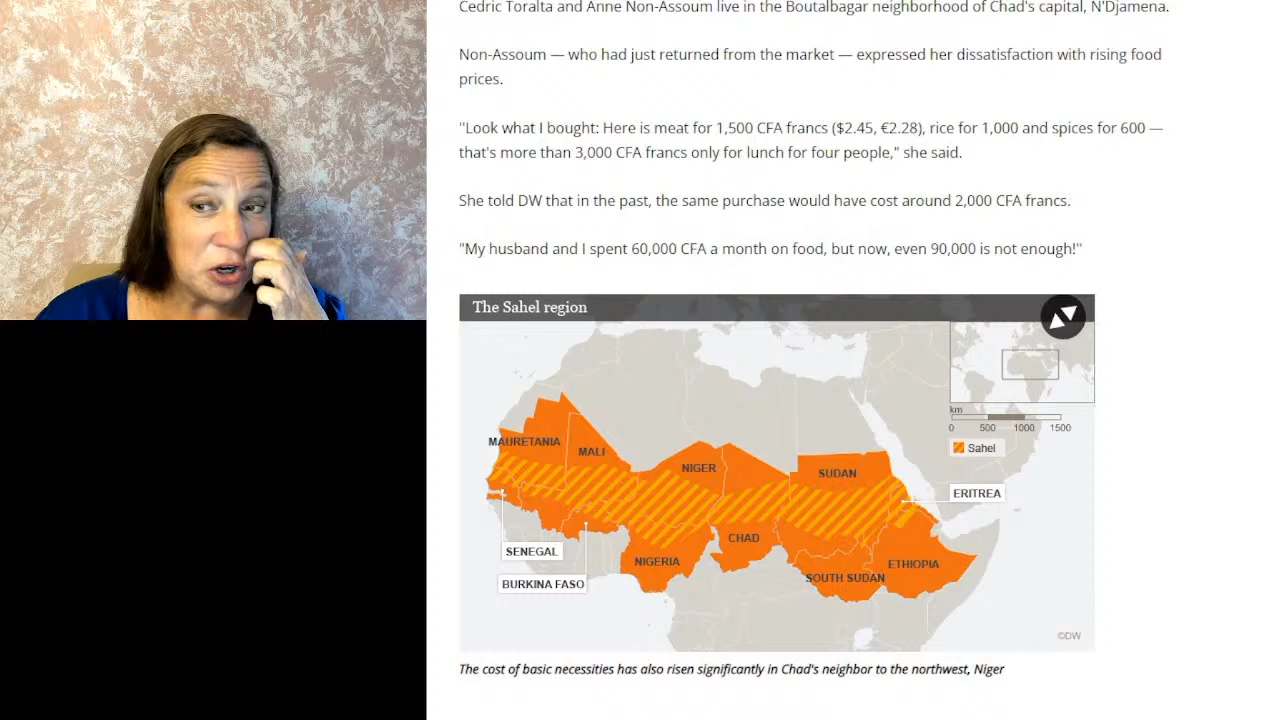 Cedric Toralta and Anne Non-Assoum live in the Boutalbagar neighborhood of Chad's capital, N'Djamena.
Non-Assoum — who had just returned from the market — expressed her dissatisfaction with rising food
prices.
"Look what I bought: Here is meat for 1,500 CFA francs ($2.45, €2.28), rice for 1,000 and spices for 600 —
that's more than 3,000 CFA francs only for lunch for four people," she said.
She told DW that in the past, the same purchase would have cost around 2,000 CFA francs.
"My husband and I spent 60,000 CFA a month on food, but now, even 90,000 is not enough!"
The Sahel region
km
0 500 1000 1500
Sahel
MAURETANIA
MALI
NIGER
SUDAN
ERITREA
CHAD
SENEGAL
NIGERIA
ETHIOPIA
SOUTH SUDAN
BURKINA FASO
©DW
The cost of basic necessities has also risen significantly in Chad's neighbor to the northwest, Niger